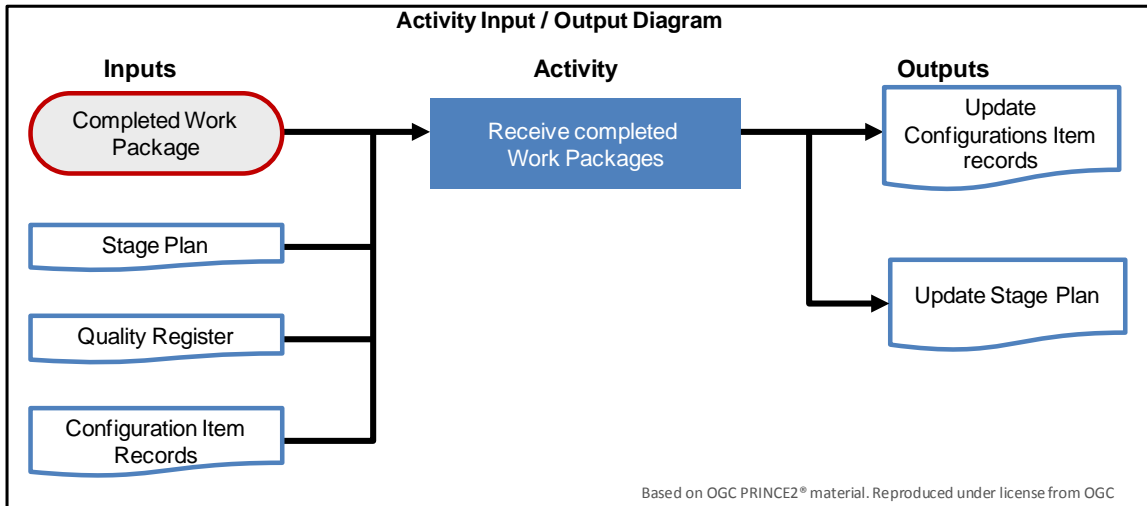 Activity Input / Output Diagram
Inputs
Activity
Outputs
Completed Work
Package
Receive completed
Work Packages
Update
Configurations Item
records
Stage Plan
Update Stage Plan
Quality Register
Configuration Item
Records
Based on OGC PRINCE2® material. Reproduced under license from OGC